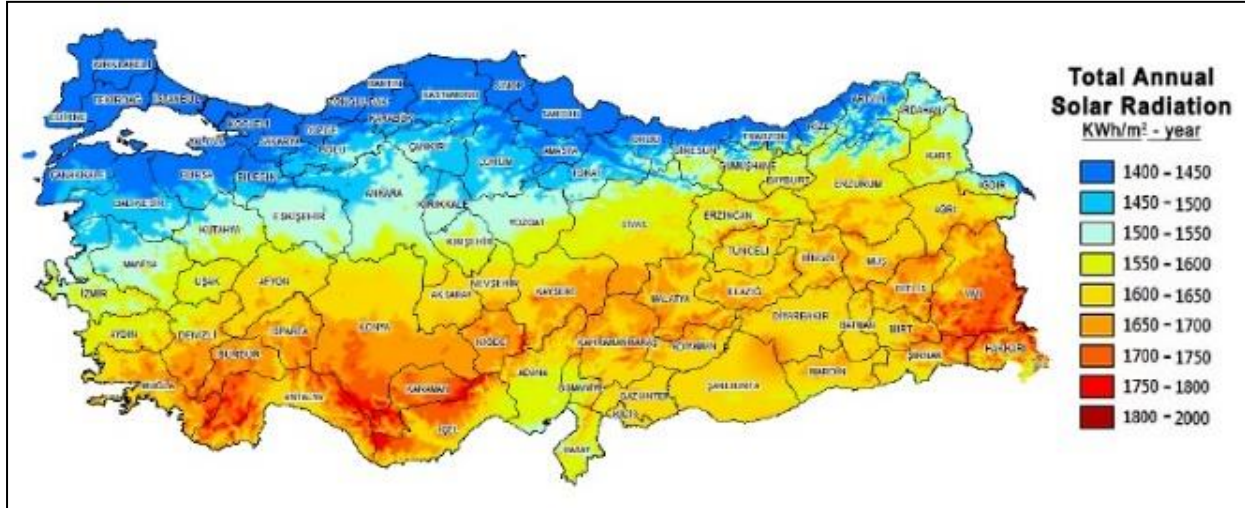 Total Annual
Solar Radiation
KWh/m² - year
1400 - 1450
1450 - 1500
1500 - 1550
1550 - 1600
1600 - 1650
1650 - 1700
1700 - 1750
1750 - 1800
1800 - 2000
KIRKLARELİ
TEKİRDAĞ
İSTANBUL
EDİRNE
SAKARYA
BOLU
BARTIN
ZONGULDAK
KARABÜK
KASTAMONU
SİNOP
SAMSUN
ÇANKIRI
ÇORUM
AMASYA
TOKAT
ORDU
GİRESUN
TRABZON
RİZE
ARTVİN
ARDAHAN
KARS
IĞDIR
GÜMÜŞHANE
BAYBURT
ERZURUM
AĞRI
ÇANAKKALE
BURSA
BİLECİK
BALIKESİR
KÜTAHYA
ESKİŞEHİR
ANKARA
KIRIKKALE
YOZGAT
SİVAS
ERZİNCAN
TUNCELİ
BİNGÖL
MUŞ
BİTLİS
VAN
MANİSA
İZMİR
UŞAK
AFYON
KIRŞEHİR
NEVŞEHİR
AKSARAY
KAYSERİ
MALATYA
ELAZIĞ
DİYARBAKIR
BATMAN
SİİRT
ŞIRNAK
HAKKARİ
AYDIN
DENİZLİ
ISPARTA
BURDUR
KONYA
NİĞDE
KAHRAMANMARAŞ
ADIYAMAN
MUĞLA
ANTALYA
KARAMAN
İÇEL
ADANA
OSMANİYE
GAZİANTEP
KİLİS
ŞANLIURFA
MARDİN
HATAY